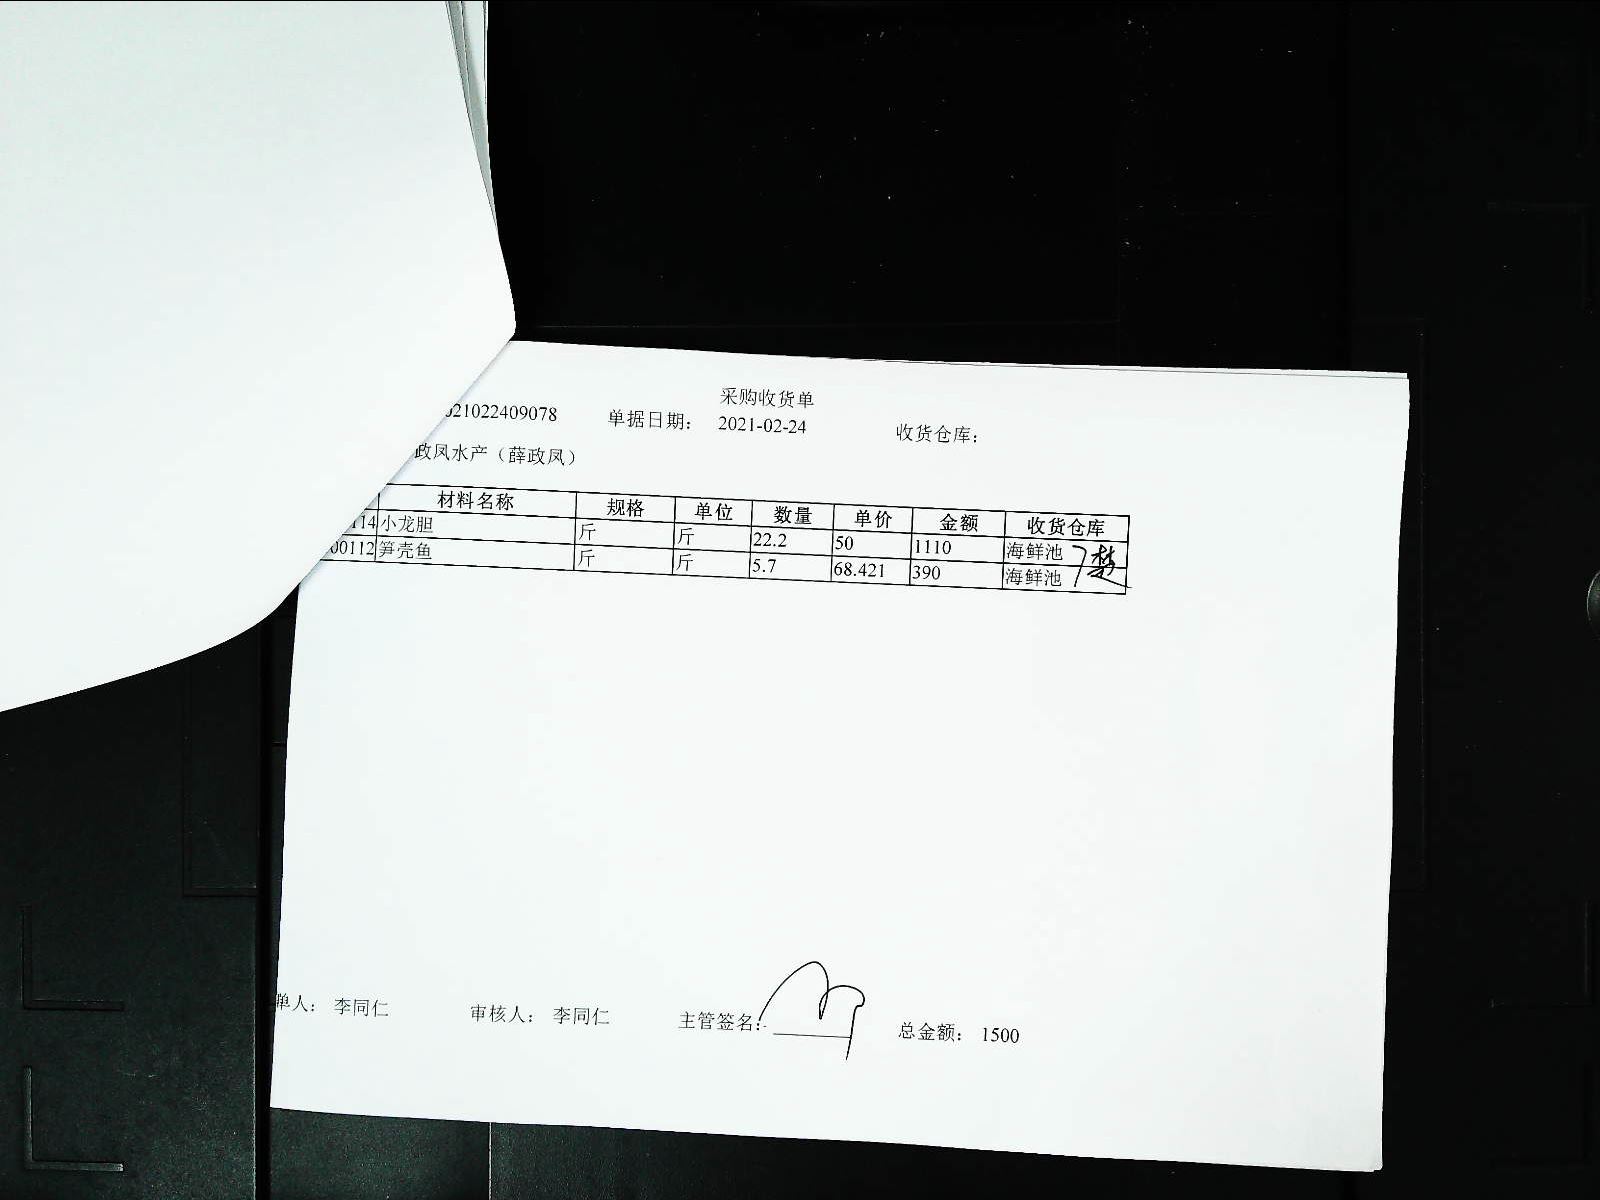 采购收货单
021022409078 单据日期： 2021-02-24 收货仓库：
政凤水产（薛政凤）
材料名称 规格 单位 数量 单价 金额 收货仓库
114 小龙胆 斤 斤 22.2 50 1110 海鲜池
00112 笋壳鱼 斤 斤 5.7 68.421 390 海鲜池
单人： 李同仁 审核人： 李同仁 主管签名： 总金额： 1500